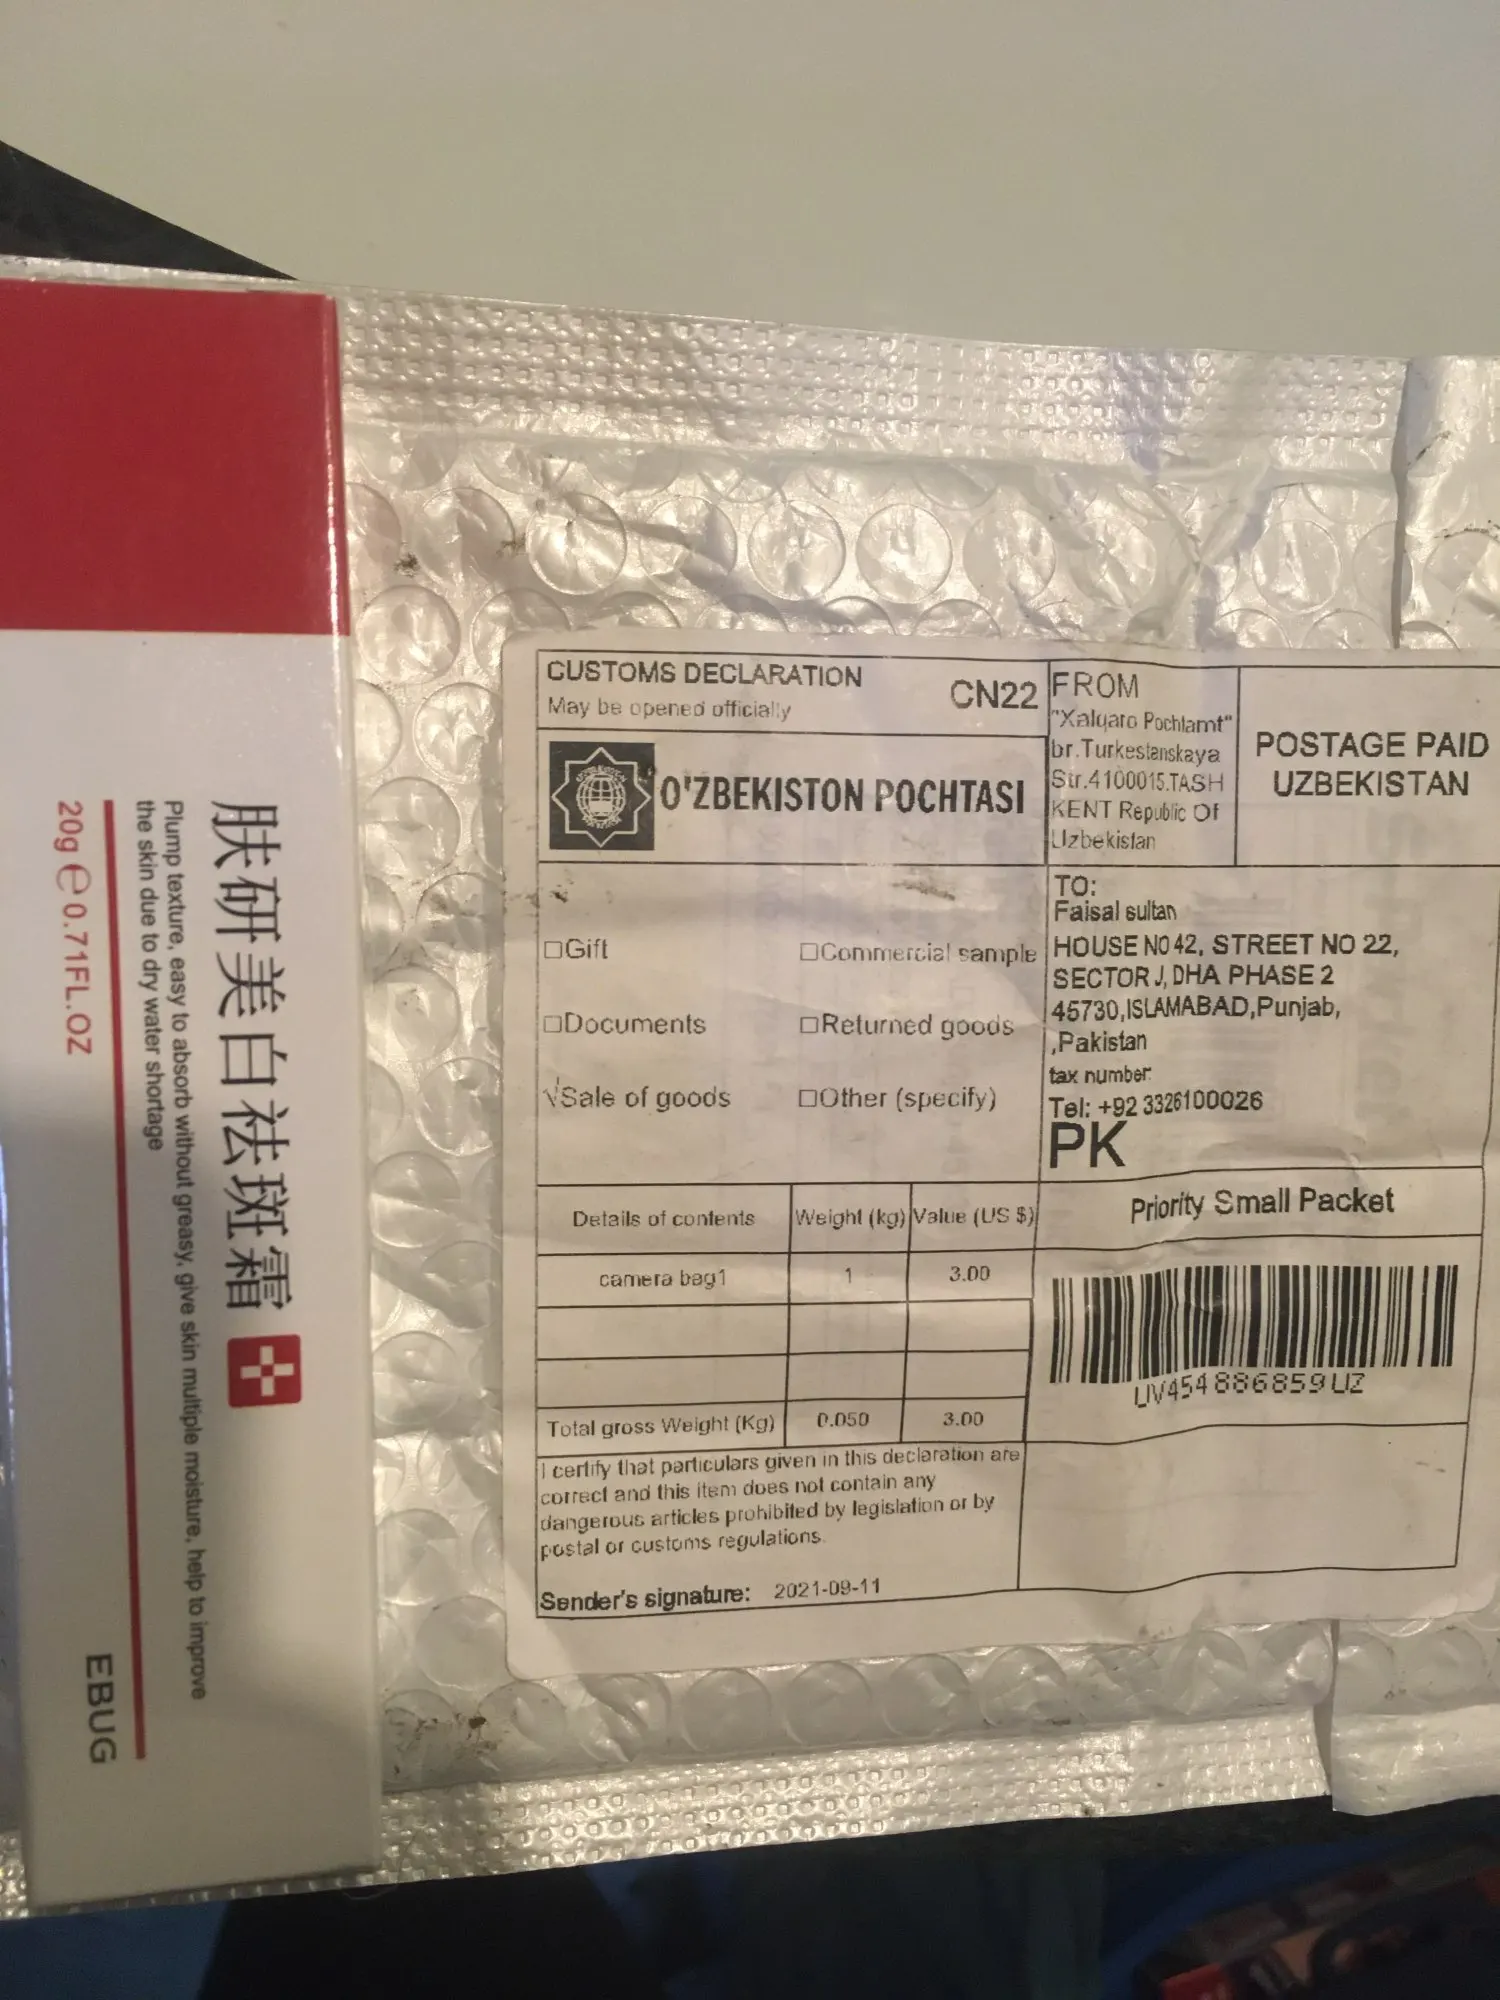 肤研美白祛斑霜
Plump texture, easy to absorb without greasy, give skin multiple moisture, help to improve
the skin due to dry water shortage
20g ℮ 0.71FL.OZ
EBUG
CUSTOMS DECLARATION
May be opened officially
CN22
O'ZBEKISTON POCHTASI
FROM
"Xalqaro Pochtamt"
br.Turkestanskaya
Str.4100015.TASH
KENT Republic Of
Uzbekistan
POSTAGE PAID
UZBEKISTAN
□Gift
□Commercial sample
□Documents
□Returned goods
√Sale of goods
□Other (specify)
TO:
Faisal sultan
HOUSE NO 42, STREET NO 22,
SECTOR J, DHA PHASE 2
45730,ISLAMABAD,Punjab,
,Pakistan
tax number:
Tel: +92 3326100026
PK
Details of contents
Weight (kg)
Value (US $)
camera bag1
1
3.00
Total gross Weight (Kg)
0.050
3.00
Priority Small Packet
UV454886859UZ
I certify that particulars given in this declaration are
correct and this item does not contain any
dangerous articles prohibited by legislation or by
postal or customs regulations.
Sender's signature: 2021-09-11